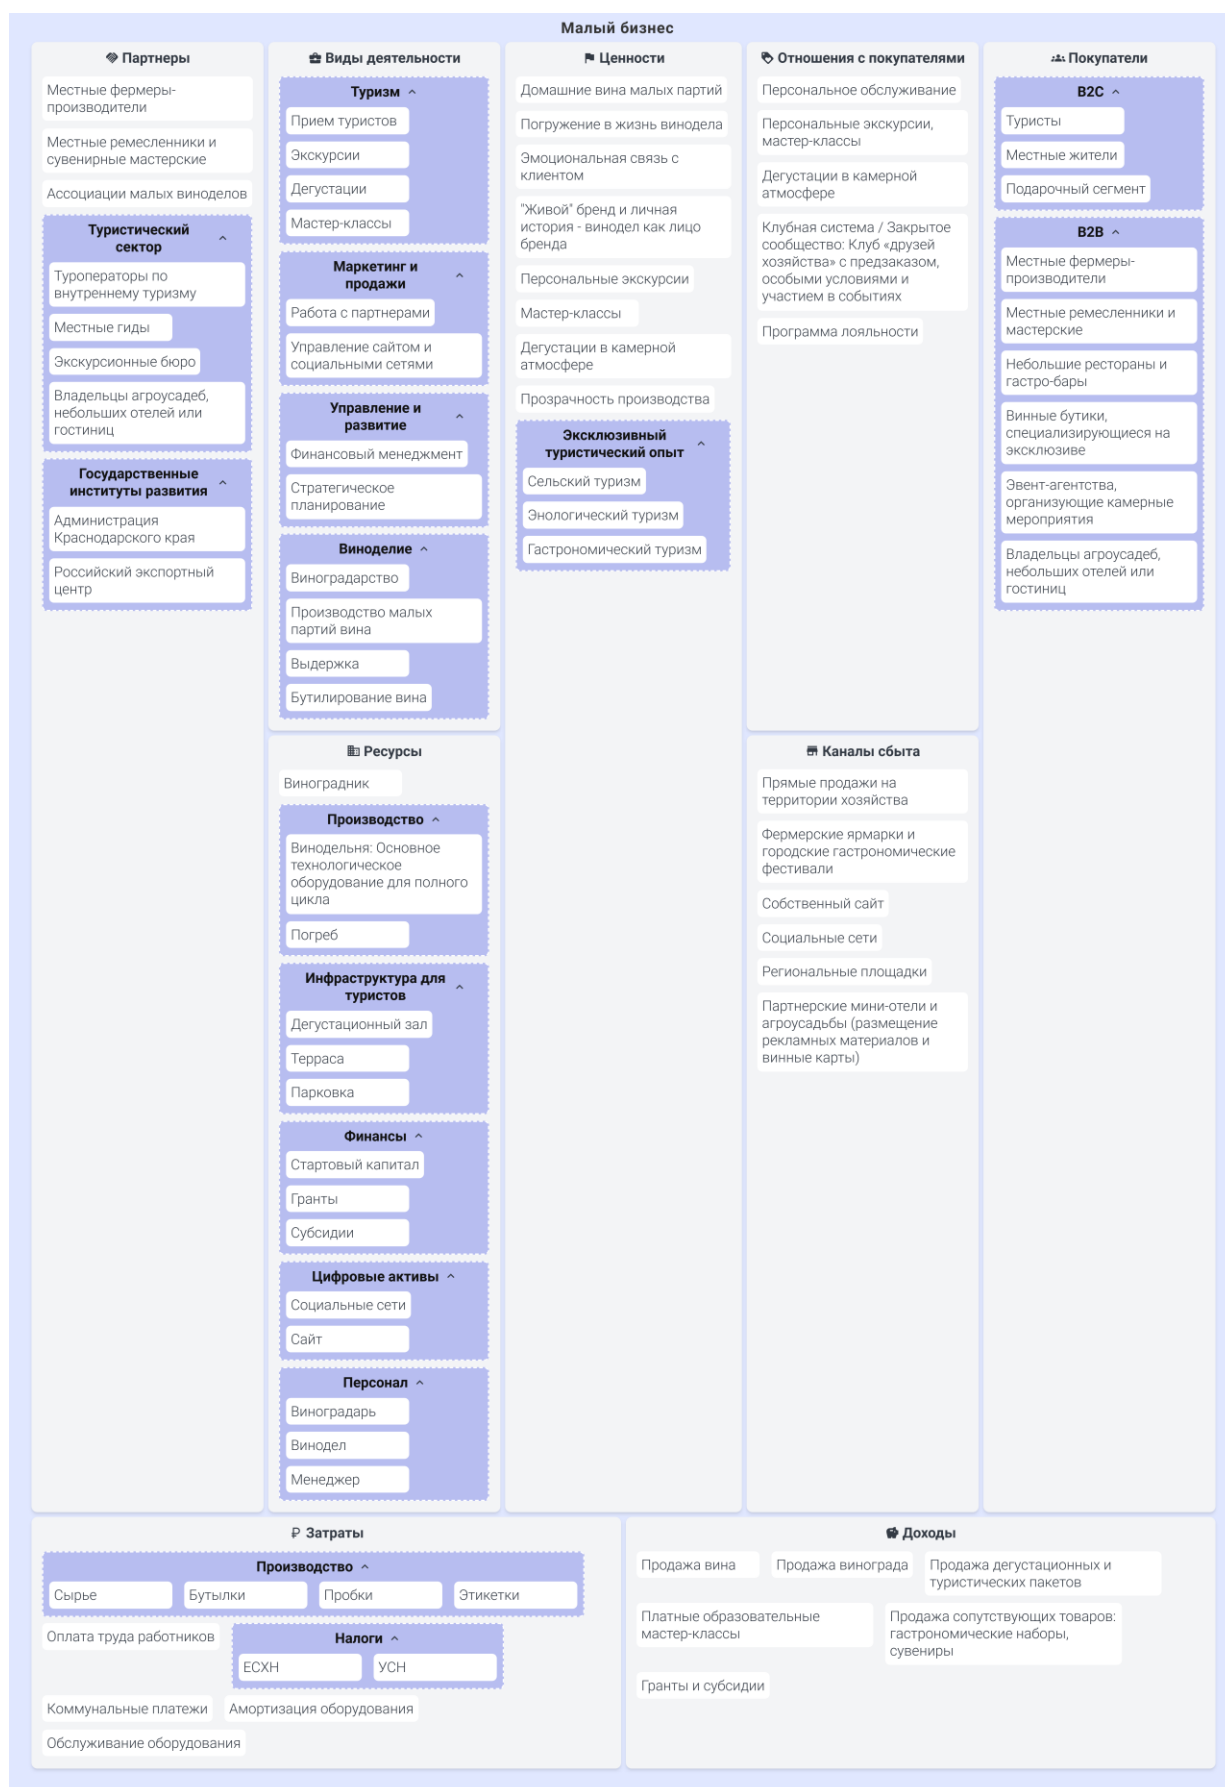 Малый бизнес
Партнеры
Местные фермеры-
производители
Местные ремесленники и
сувенирные мастерские
Ассоциации малых виноделов
Туристический
сектор
Туроператоры по
внутреннему туризму
Местные гиды
Экскурсионные бюро
Владельцы агроусадеб,
небольших отелей или
гостиниц
Государственные
институты развития
Администрация
Краснодарского края
Российский экспортный
центр
Виды деятельности
Туризм
Прием туристов
Экскурсии
Дегустации
Мастер-классы
Маркетинг и
продажи
Работа с партнерами
Управление сайтом и
социальными сетями
Управление и
развитие
Финансовый менеджмент
Стратегическое
планирование
Виноделие
Виноградарство
Производство малых
партий вина
Выдержка
Бутилирование вина
Ресурсы
Виноградник
Производство
Винодельня: Основное
технологическое
оборудование для полного
цикла
Погреб
Инфраструктура для
туристов
Дегустационный зал
Терраса
Парковка
Финансы
Стартовый капитал
Гранты
Субсидии
Цифровые активы
Социальные сети
Сайт
Персонал
Виноградарь
Винодел
Менеджер
Ценности
Домашние вина малых партий
Погружение в жизнь винодела
Эмоциональная связь с
клиентом
"Живой" бренд и личная
история - винодел как лицо
бренда
Персональные экскурсии
Мастер-классы
Дегустации в камерной
атмосфере
Прозрачность производства
Эксклюзивный
туристический опыт
Сельский туризм
Энологический туризм
Гастрономический туризм
Отношения с покупателями
Персональное обслуживание
Персональные экскурсии,
мастер-классы
Дегустации в камерной
атмосфере
Клубная система / Закрытое
сообщество: Клуб «друзей
хозяйства» с предзаказом,
особыми условиями и
участием в событиях
Программа лояльности
Каналы сбыта
Прямые продажи на
территории хозяйства
Фермерские ярмарки и
городские гастрономические
фестивали
Собственный сайт
Социальные сети
Региональные площадки
Партнерские мини-отели и
агроусадьбы (размещение
рекламных материалов и
винные карты)
Покупатели
B2C
Туристы
Местные жители
Подарочный сегмент
B2B
Местные фермеры-
производители
Местные ремесленники и
мастерские
Небольшие рестораны и
гастро-бары
Винные бутики,
специализирующиеся на
эксклюзиве
Эвент-агентства,
организующие камерные
мероприятия
Владельцы агроусадеб,
небольших отелей или
гостиниц
₽ Затраты
Производство
Сырье Бутылки Пробки Этикетки
Оплата труда работников
Налоги
ЕСХН УСН
Коммунальные платежи Амортизация оборудования
Обслуживание оборудования
Доходы
Продажа вина Продажа винограда
Продажа дегустационных и
туристических пакетов
Платные образовательные
мастер-классы
Продажа сопутствующих товаров:
гастрономические наборы,
сувениры
Гранты и субсидии